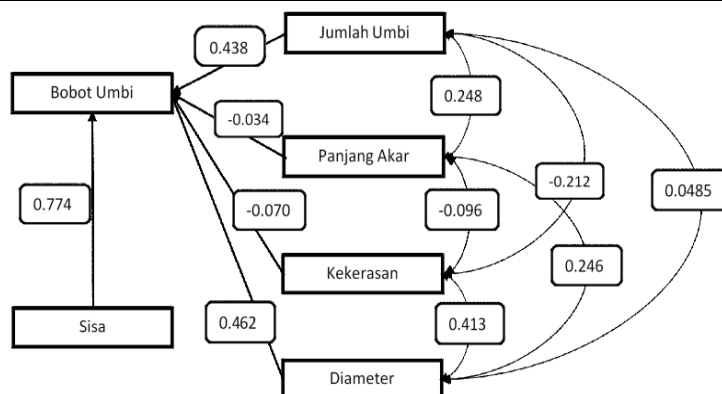 Jumlah Umbi
0.438
Bobot Umbi
0.248
-0.034
Panjang Akar
-0.212
0.0485
0.774
-0.070
-0.096
0.246
Kekerasan
Sisa
0.462
0.413
Diameter